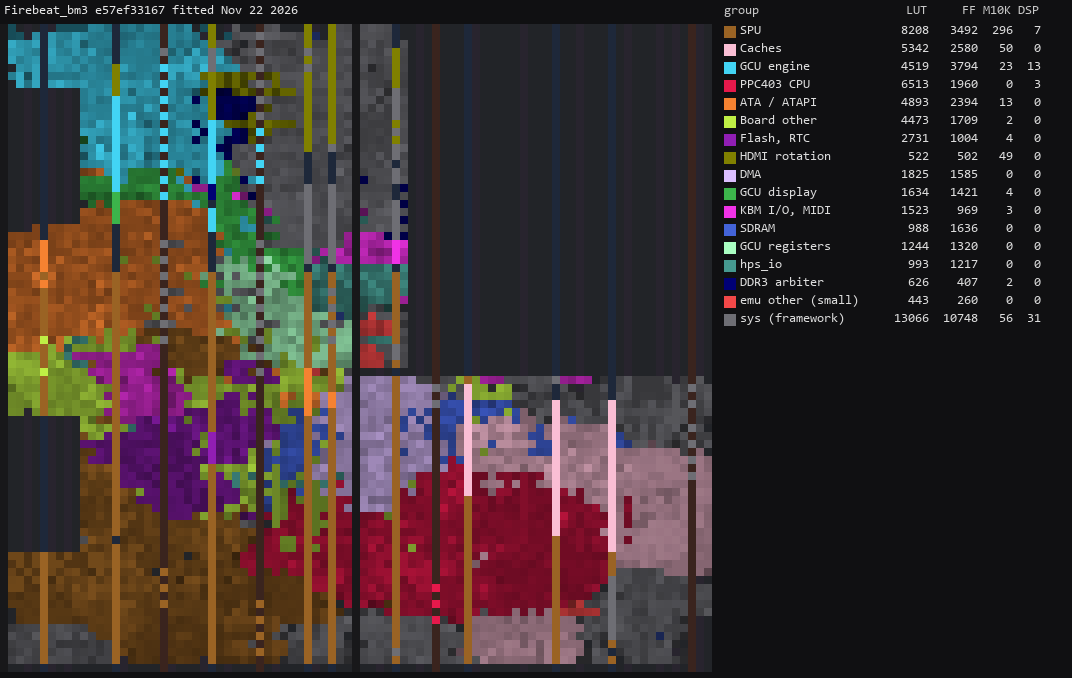 Firebeat_bm3 e57ef33167 fitted Nov 22 2026
group LUT FF M10K DSP
SPU 8208 3492 296 7
Caches 5342 2580 50 0
GCU engine 4519 3794 23 13
PPC403 CPU 6513 1960 0 3
ATA / ATAPI 4893 2394 13 0
Board other 4473 1709 2 0
Flash, RTC 2731 1004 4 0
HDMI rotation 522 502 49 0
DMA 1825 1585 0 0
GCU display 1634 1421 4 0
KBM I/O, MIDI 1523 969 3 0
SDRAM 988 1636 0 0
GCU registers 1244 1320 0 0
hps_io 993 1217 0 0
DDR3 arbiter 626 407 2 0
emu other (small) 443 260 0 0
sys (framework) 13066 10748 56 31